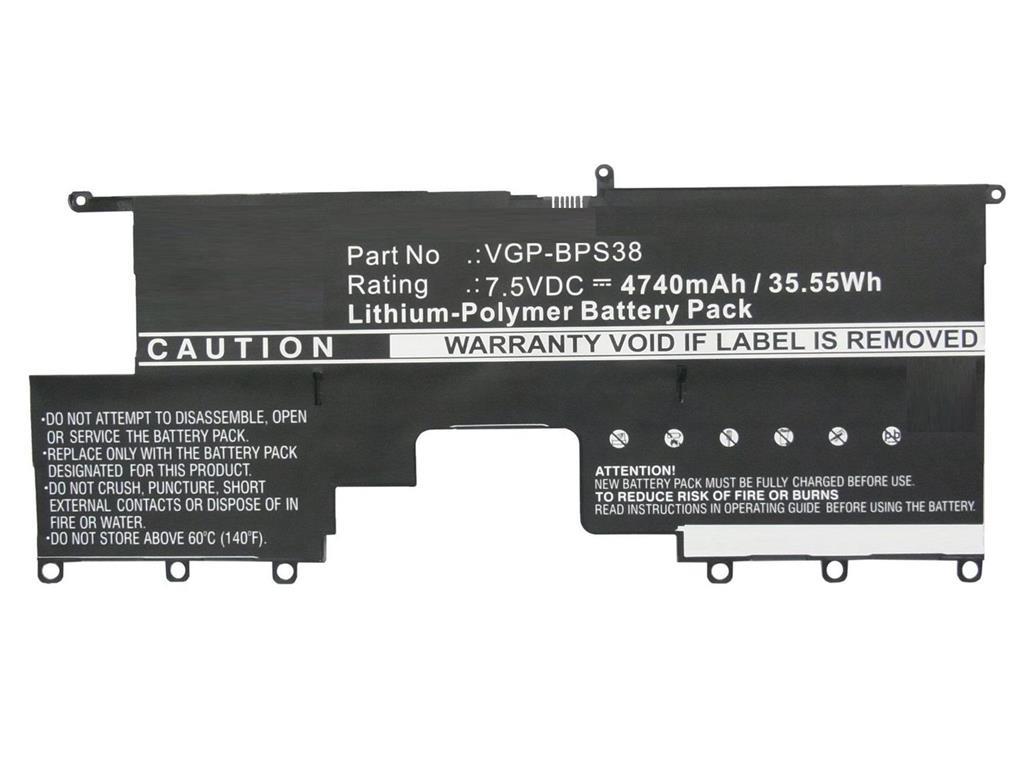 Part No .: VGP-BPS38
Rating .: 7.5VDC ⎓ 4740mAh / 35.55Wh
Lithium-Polymer Battery Pack
CAUTION WARRANTY VOID IF LABEL IS REMOVED
·DO NOT ATTEMPT TO DISASSEMBLE, OPEN
OR SERVICE THE BATTERY PACK.
·REPLACE ONLY WITH THE BATTERY PACK
DESIGNATED FOR THIS PRODUCT.
·DO NOT CRUSH, PUNCTURE, SHORT
EXTERNAL CONTACTS OR DISPOSE OF IN
FIRE OR WATER.
·DO NOT STORE ABOVE 60°C (140°F).
Pb
ATTENTION!
NEW BATTERY PACK MUST BE FULLY CHARGED BEFORE USE.
TO REDUCE RISK OF FIRE OR BURNS
READ INSTRUCTIONS IN OPERATING GUIDE BEFORE USING THE BATTERY.